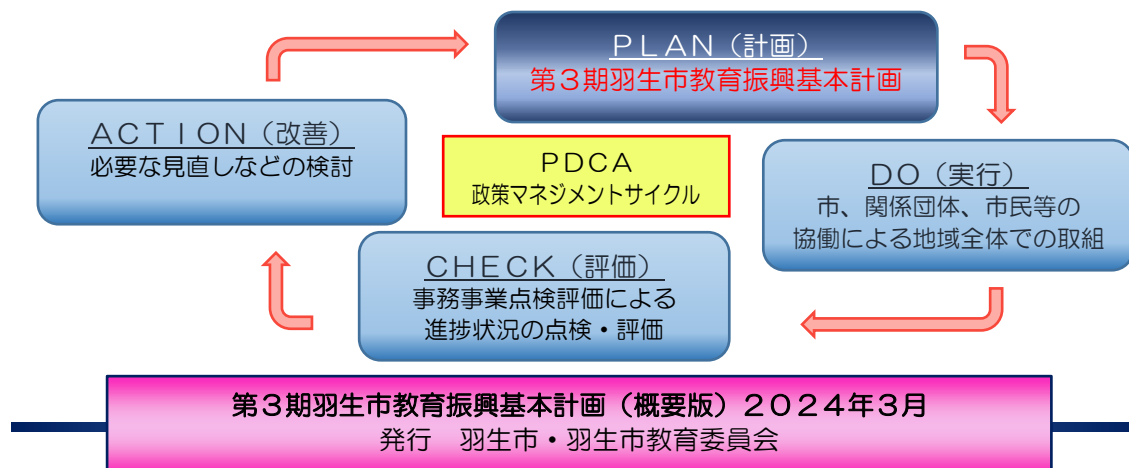 PLAN（計画）
第３期羽生市教育振興基本計画
ACTION（改善）
必要な見直しなどの検討
PDCA
政策マネジメントサイクル
DO（実行）
市、関係団体、市民等の
協働による地域全体での取組
CHECK（評価）
事務事業点検評価による
進捗状況の点検・評価
第３期羽生市教育振興基本計画（概要版）２０２４年３月
発行　羽生市・羽生市教育委員会